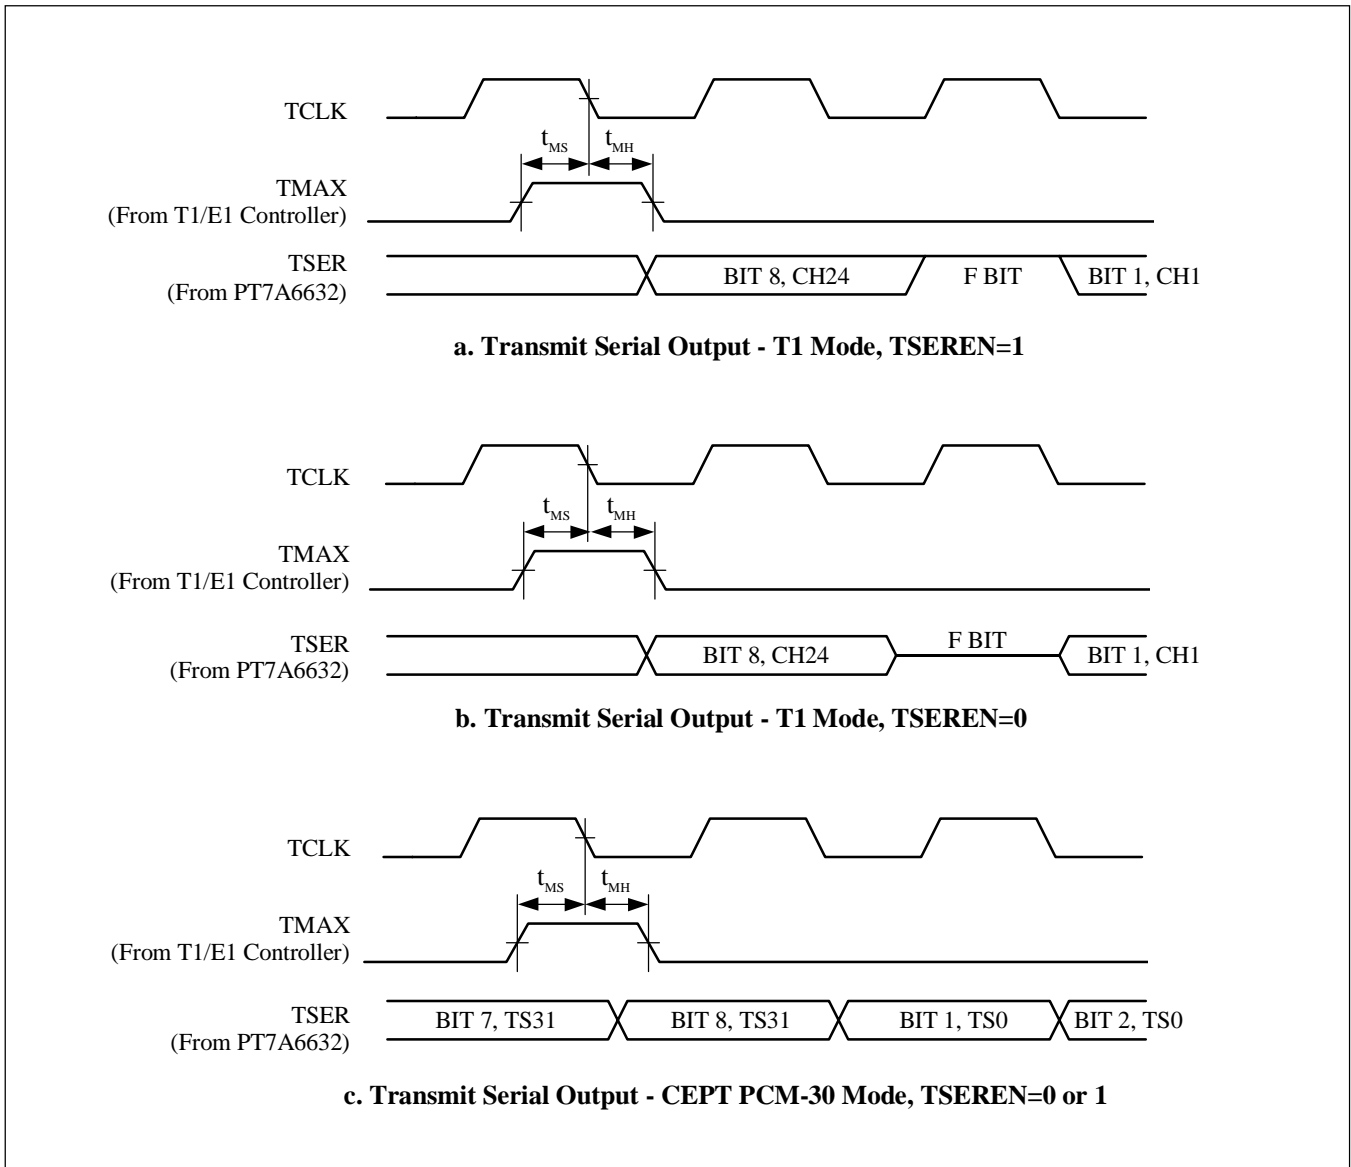 TCLK
tMS tMH
TMAX
(From T1/E1 Controller)
TSER
(From PT7A6632)
BIT 8, CH24 F BIT BIT 1, CH1
a. Transmit Serial Output - T1 Mode, TSEREN=1
TCLK
tMS tMH
TMAX
(From T1/E1 Controller)
TSER
(From PT7A6632)
BIT 8, CH24 F BIT BIT 1, CH1
b. Transmit Serial Output - T1 Mode, TSEREN=0
TCLK
tMS tMH
TMAX
(From T1/E1 Controller)
TSER
(From PT7A6632)
BIT 7, TS31 BIT 8, TS31 BIT 1, TS0 BIT 2, TS0
c. Transmit Serial Output - CEPT PCM-30 Mode, TSEREN=0 or 1